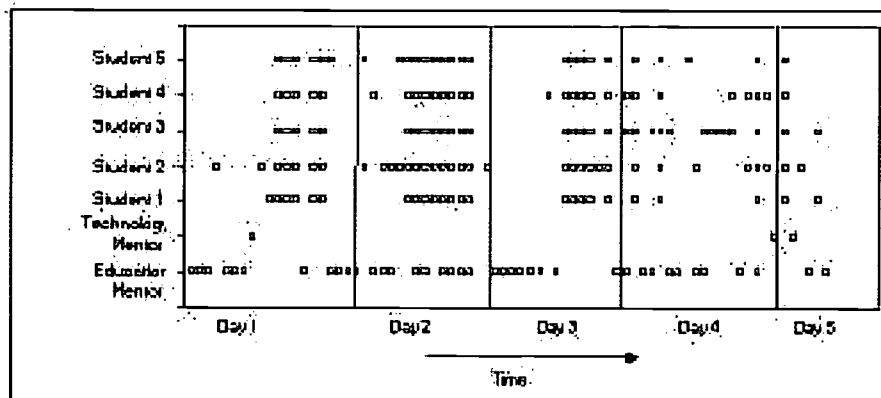 Student 5
Student 4
Student 3
Student 2
Student 1
Technology
Mentor
Education
Mentor
Day 1
Day 2
Day 3
Day 4
Day 5
Time